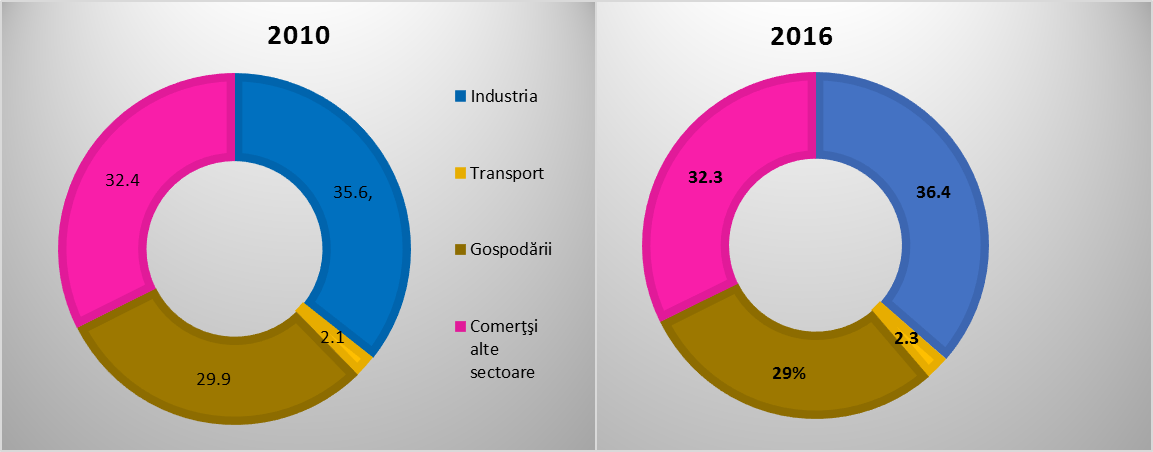 2010
32.4
35.6,
2.1
29.9
Industria
Transport
Gospodării
Comerţşi
alte
sectoare
2016
32.3
36.4
2.3
29%